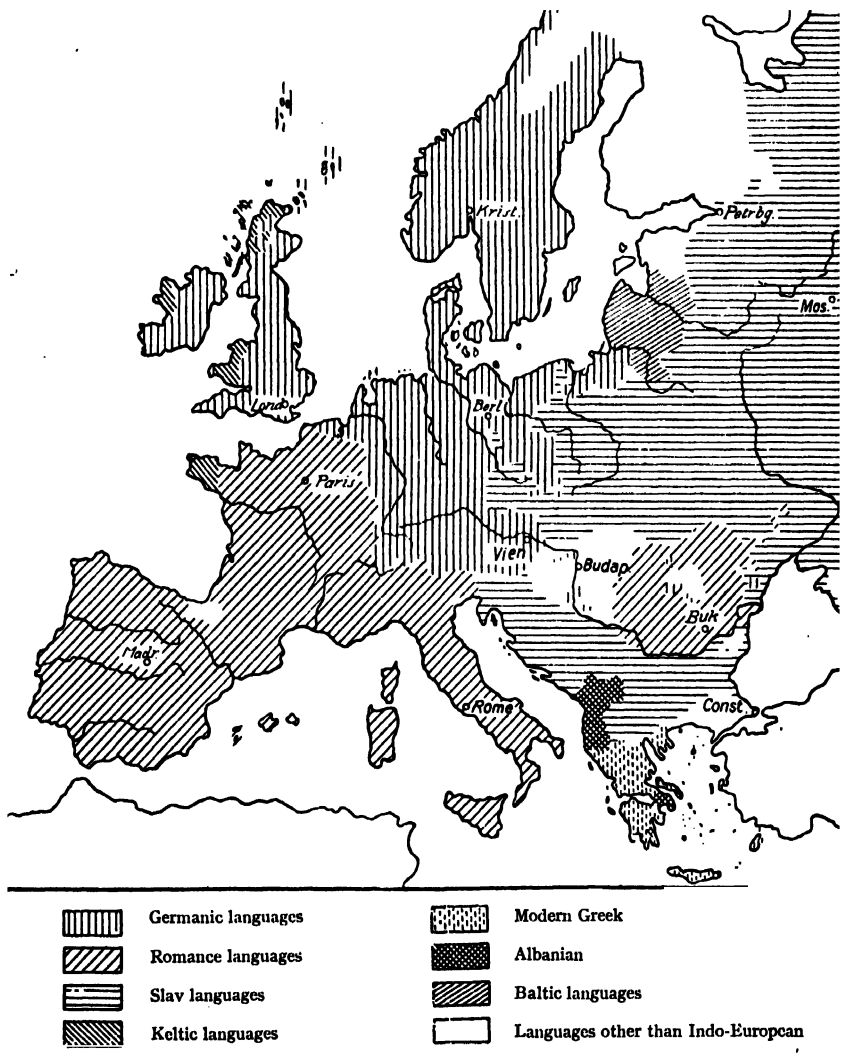 Krist.
Petrbg.
Mos.
Lond.
Berl.
Paris
Vien
Budap.
Buk
Madr.
Rome
Const.
Germanic languages
Modern Greek
Romance languages
Albanian
Slav languages
Baltic languages
Keltic languages
Languages other than Indo-European